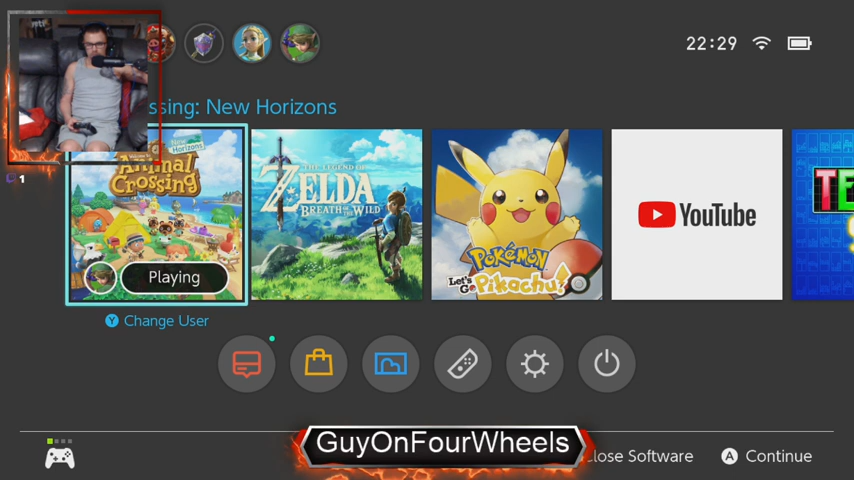 22:29
ssing: New Horizons
1
New
Horizons
Animal
Crossing
Playing
THE LEGEND OF
ZELDA
BREATH OF THE WILD
POKÉMON
Let's
Go
Pikachu!
YouTube
TE
Y Change User
GuyOnFourWheels
lose Software
A Continue